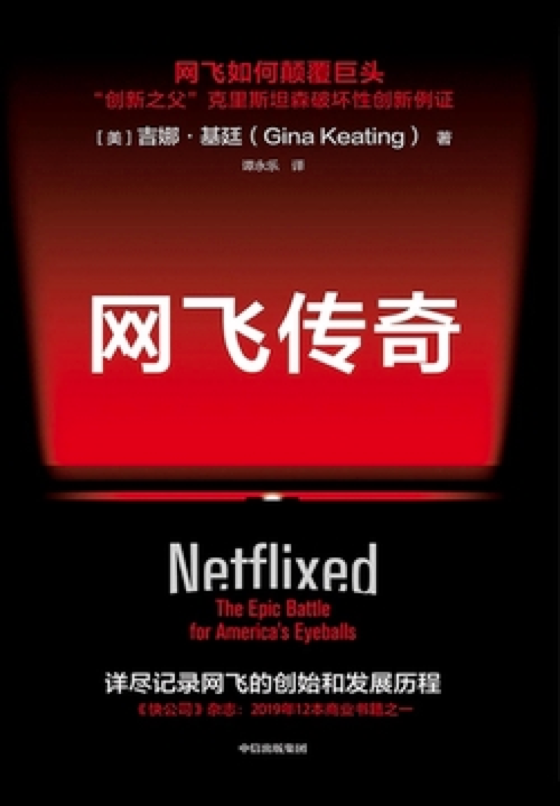 网飞如何颠覆巨头
“创新之父”克里斯坦森破坏性创新例证
[美]吉娜·基廷（Gina Keating）著
谭永乐 译
网飞传奇
Netflixed
The Epic Battle
for America's Eyeballs
详尽记录网飞的创始和发展历程
《快公司》杂志：2019年12本商业书籍之一
中信出版集团